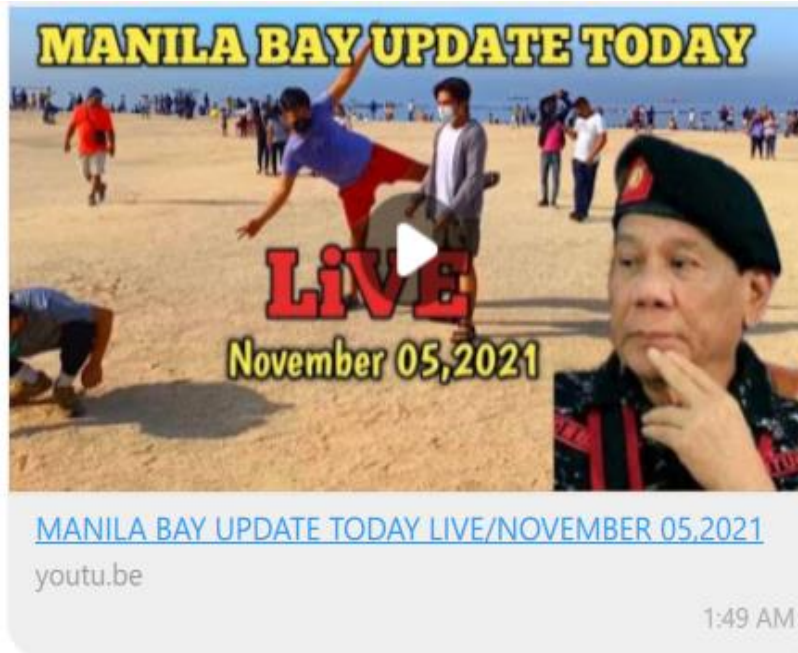 MANILA BAY UPDATE TODAY
LiVE
November 05,2021
MANILA BAY UPDATE TODAY LIVE/NOVEMBER 05,2021
youtu.be
1:49 AM